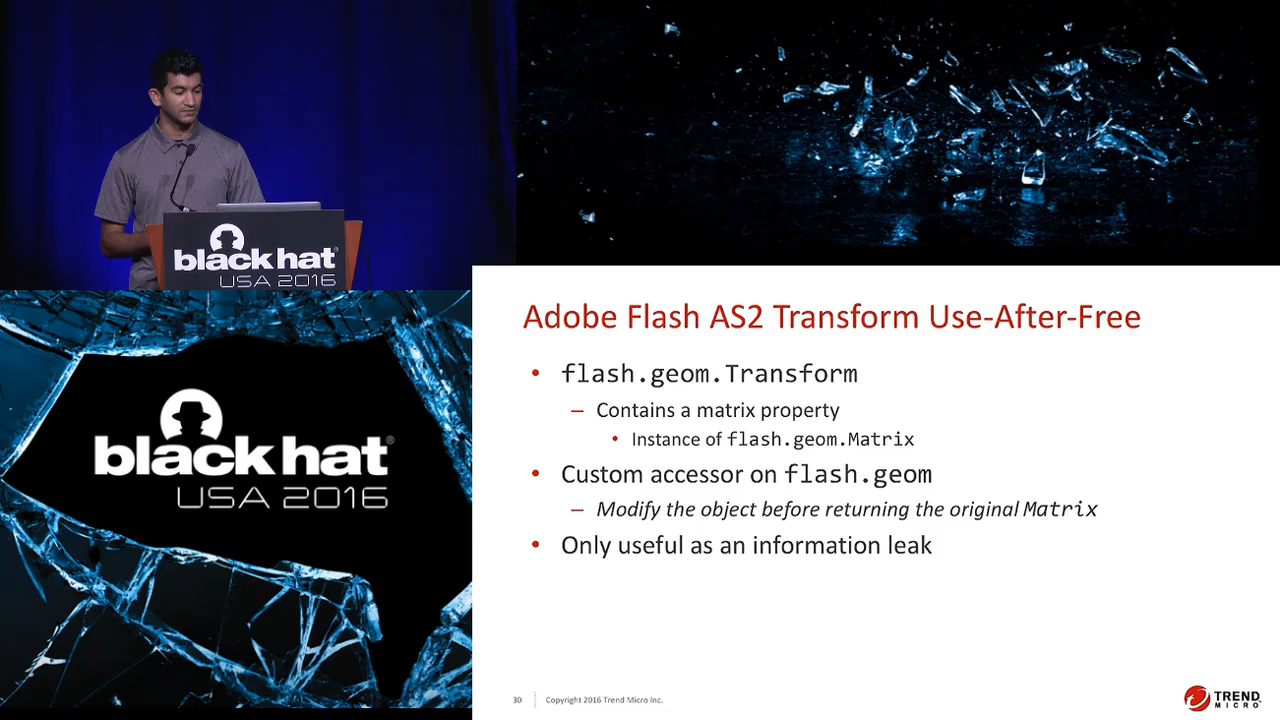 black hat®
USA 2016
black hat®
USA 2016
Adobe Flash AS2 Transform Use-After-Free
• flash.geom.Transform
– Contains a matrix property
• Instance of flash.geom.Matrix
• Custom accessor on flash.geom
– Modify the object before returning the original Matrix
• Only useful as an information leak
30
Copyright 2016 Trend Micro Inc.
TREND
MICRO